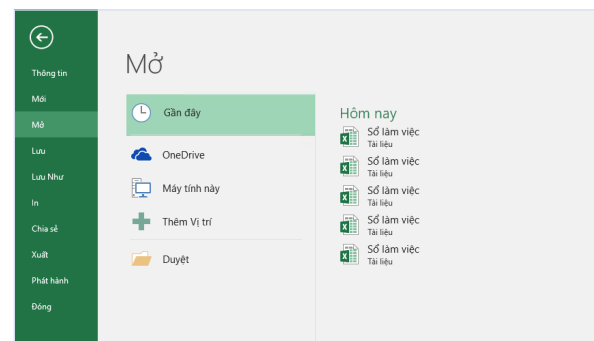 Thông tin
Mới
Mở
Lưu
Lưu Như
In
Chia sẻ
Xuất
Phát hành
Đóng
Mở
Gần đây
OneDrive
Máy tính này
Thêm Vị trí
Duyệt
Hôm nay
Sổ làm việc
Tài liệu
Sổ làm việc
Tài liệu
Sổ làm việc
Tài liệu
Sổ làm việc
Tài liệu
Sổ làm việc
Tài liệu